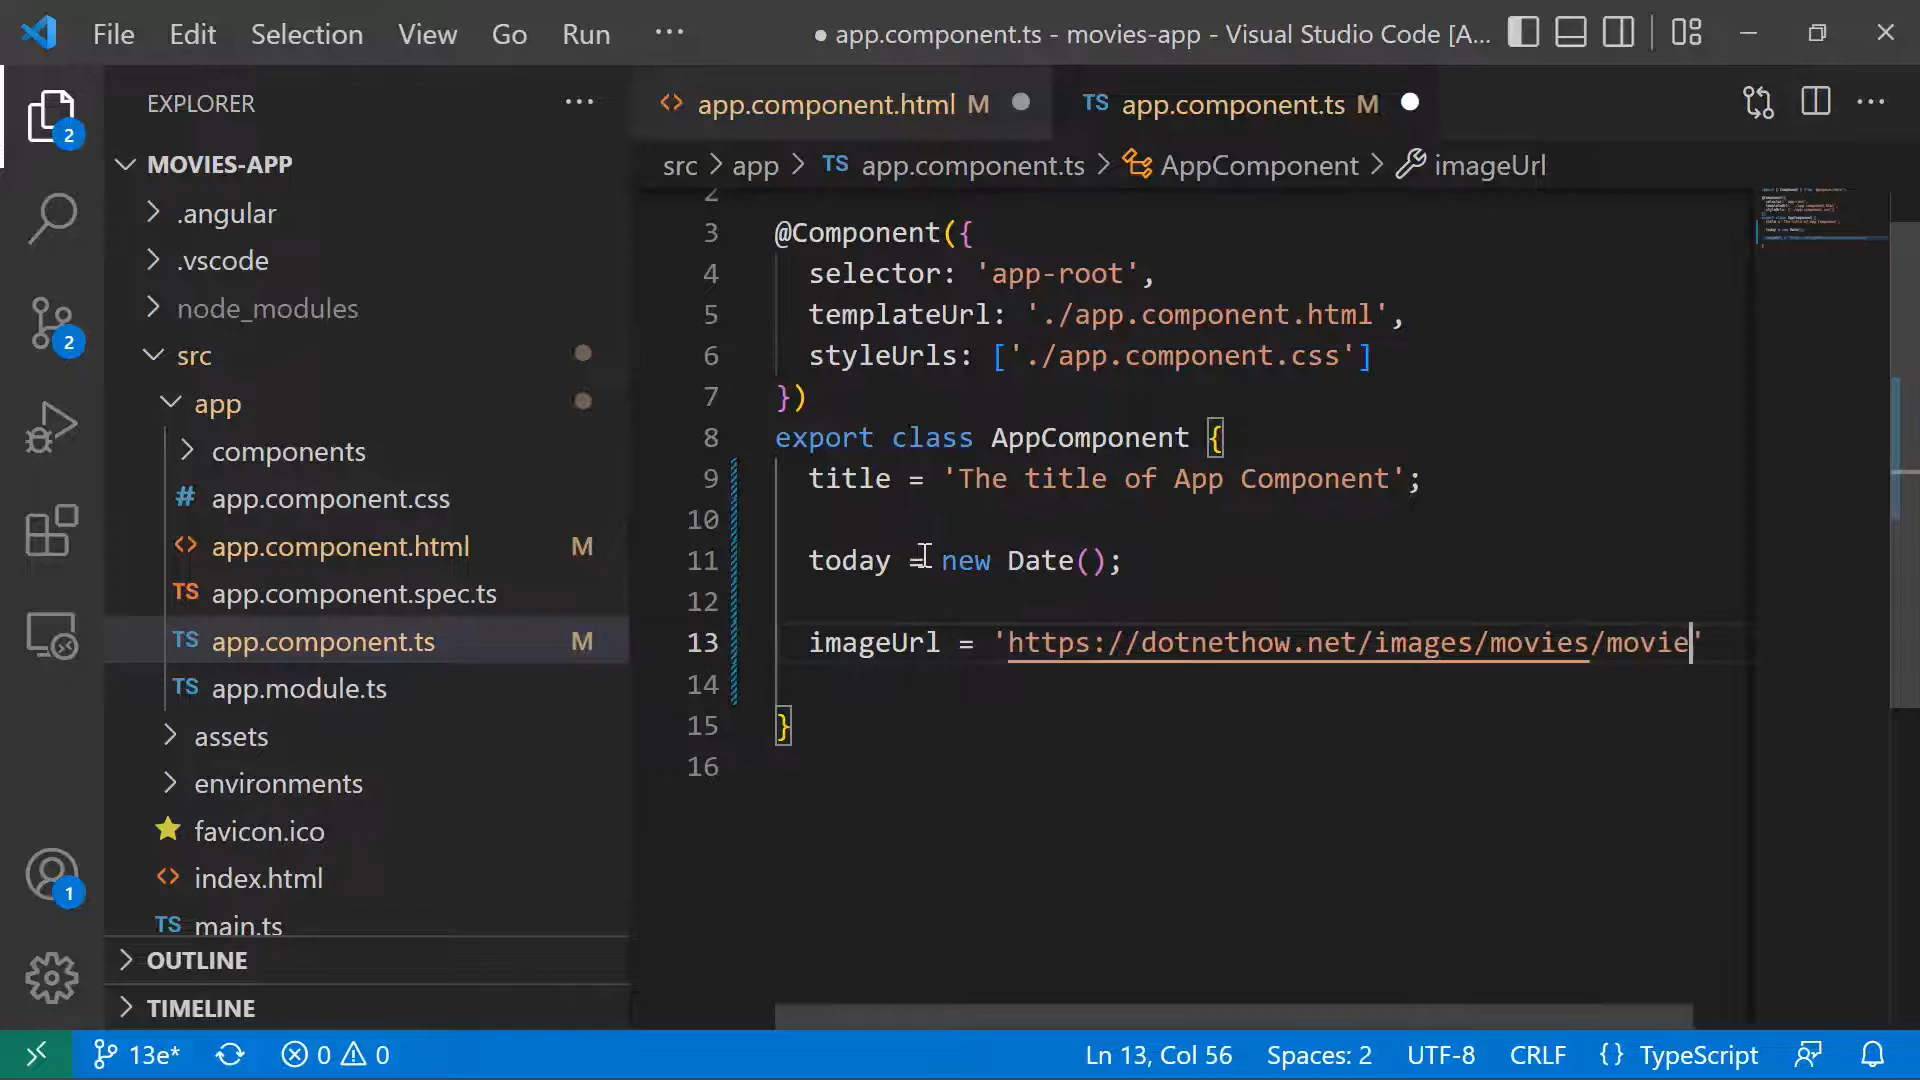 File Edit Selection View Go Run ··· ● app.component.ts - movies-app - Visual Studio Code [A...
EXPLORER ···
<> app.component.html M ● TS app.component.ts M ●
src > app > TS app.component.ts > AppComponent > imageUrl
MOVIES-APP
.angular
.vscode
node_modules
src
app
components
# app.component.css
<> app.component.html M
TS app.component.spec.ts
TS app.component.ts M
TS app.module.ts
assets
environments
favicon.ico
<> index.html
TS main.ts
OUTLINE
TIMELINE
2
2
1
2
3 @Component({
4 selector: 'app-root',
5 templateUrl: './app.component.html',
6 styleUrls: ['./app.component.css']
7 })
8 export class AppComponent {
9 title = 'The title of App Component';
10
11 today = new Date();
12
13 imageUrl = 'https://dotnethow.net/images/movies/movie'
14
15 }
16
13e* 0 0 Ln 13, Col 56 Spaces: 2 UTF-8 CRLF {} TypeScript